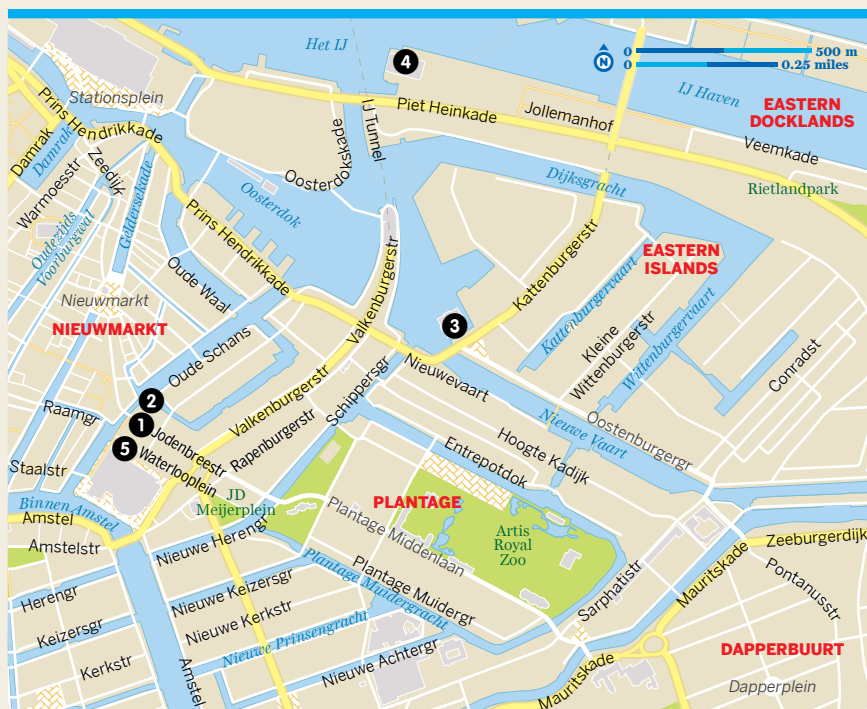 Het IJ
4
N
0
500 m
0
0.25 miles
Stationsplein
Prins Hendrikkade
Damrak
Damrak
Zeedijk
Warmoesstr
Geldersekade
Oudezijds
Voorburgwal
Oosterdok
Oosterdokskade
IJ Tunnel
Piet Heinkade
Jollemanhof
IJ Haven
EASTERN
DOCKLANDS
Veemkade
Rietlandpark
Dijksgracht
Prins Hendrikkade
Oude Waal
Nieuwmarkt
NIEUWMARKT
Oude Schans
Valkenburgerstr
3
Kattenburgerstr
EASTERN
ISLANDS
Kattenburgervaart
Kleine
Wittenburgerstr
Wittenburgervaart
Conradst
Nieuwevaart
Schippersgr
Valkenburgerstr
Rapenburgerstr
2
1
Jodenbreestr
5
Waterlooplein
Raamgr
Staalstr
Binnen Amstel
Amstel
Amstelstr
JD
Meijerplein
Nieuwe Vaart
Oostenburgergr
Hoogte Kadijk
Entrepotdok
PLANTAGE
Plantage Middenlaan
Artis
Royal
Zoo
Nieuwe Herengr
Plantage Muidergracht
Plantage Muidergr
Sarphatistr
Mauritskade
Zeeburgerdijk
Pontanusstr
Herengr
Keizersgr
Kerkstr
Amstel
Nieuwe Keizersgr
Nieuwe Kerkstr
Nieuwe Prinsengracht
Nieuwe Achtergr
Mauritskade
DAPPERBUURT
Dapperplein